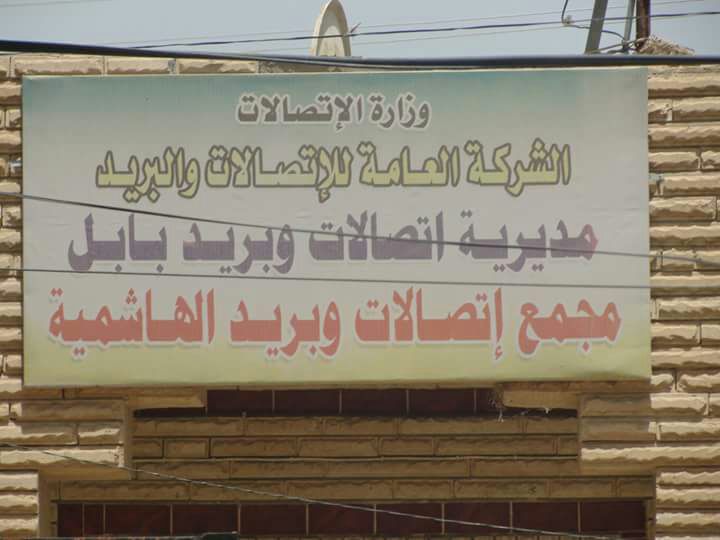 وزارة الإتصالات
الشركة العامة للإتصالات والبريد
مديرية اتصالات وبريد بابل
مجمع إتصالات وبريد الهاشمية